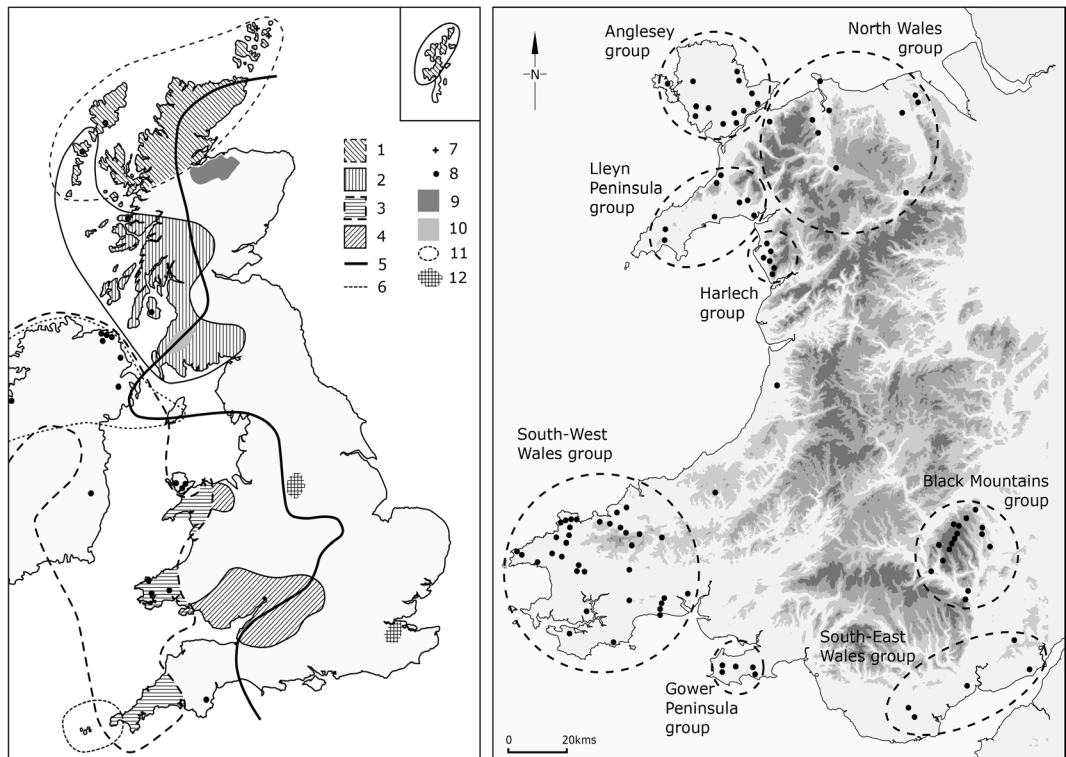 1
2
3
4
5
6
7
8
9
10
11
12
Anglesey
group
North Wales
group
–N–
Lleyn
Peninsula
group
Harlech
group
South-West
Wales group
Black Mountains
group
South-East
Wales group
Gower
Peninsula
group
0 20kms